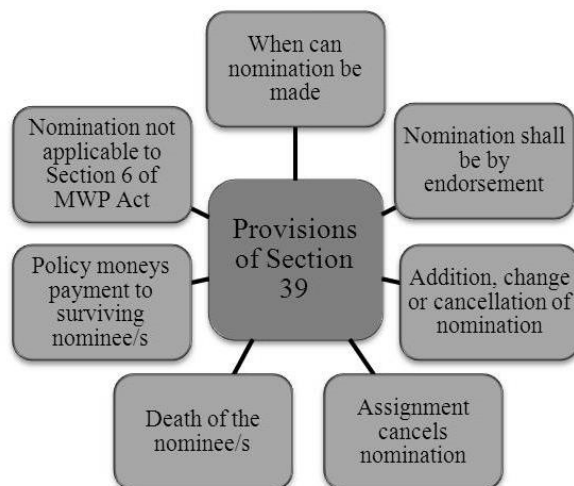 When can
nomination be
made
Nomination shall
be by
endorsement
Addition, change
or cancellation of
nomination
Assignment
cancels
nomination
Death of the
nominee/s
Policy moneys
payment to
surviving
nominee/s
Nomination not
applicable to
Section 6 of
MWP Act
Provisions
of Section
39